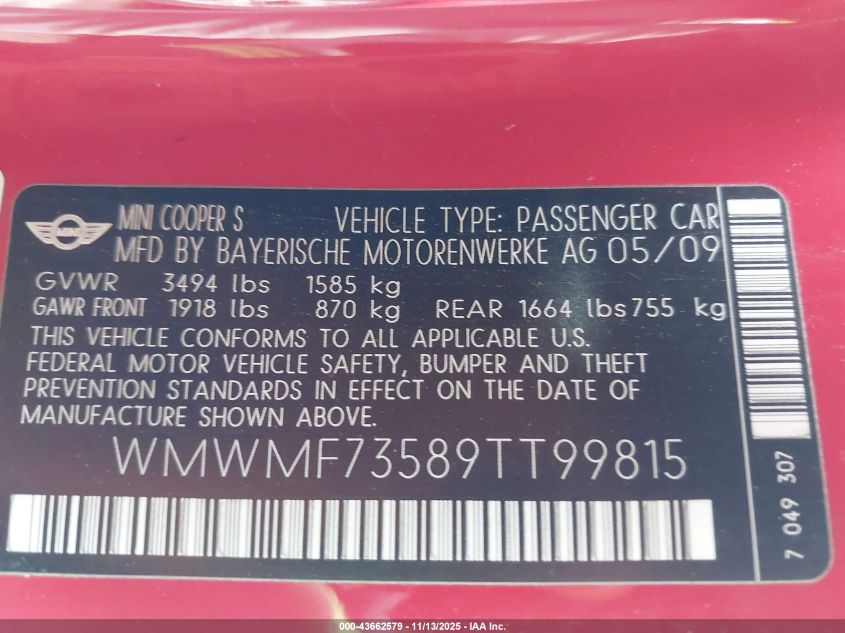 MINI COOPER S VEHICLE TYPE: PASSENGER CAR
MINI
MFD BY BAYERISCHE MOTORENWERKE AG 05/09
GVWR 3494 lbs 1585 kg
GAWR FRONT 1918 lbs 870 kg REAR 1664 lbs 755 kg
THIS VEHICLE CONFORMS TO ALL APPLICABLE U.S.
FEDERAL MOTOR VEHICLE SAFETY, BUMPER AND THEFT
PREVENTION STANDARDS IN EFFECT ON THE DATE OF
MANUFACTURE SHOWN ABOVE.
WMWMF73589TT99815
7 049 307
000-43662579 - 11/13/2025 - IAA Inc.